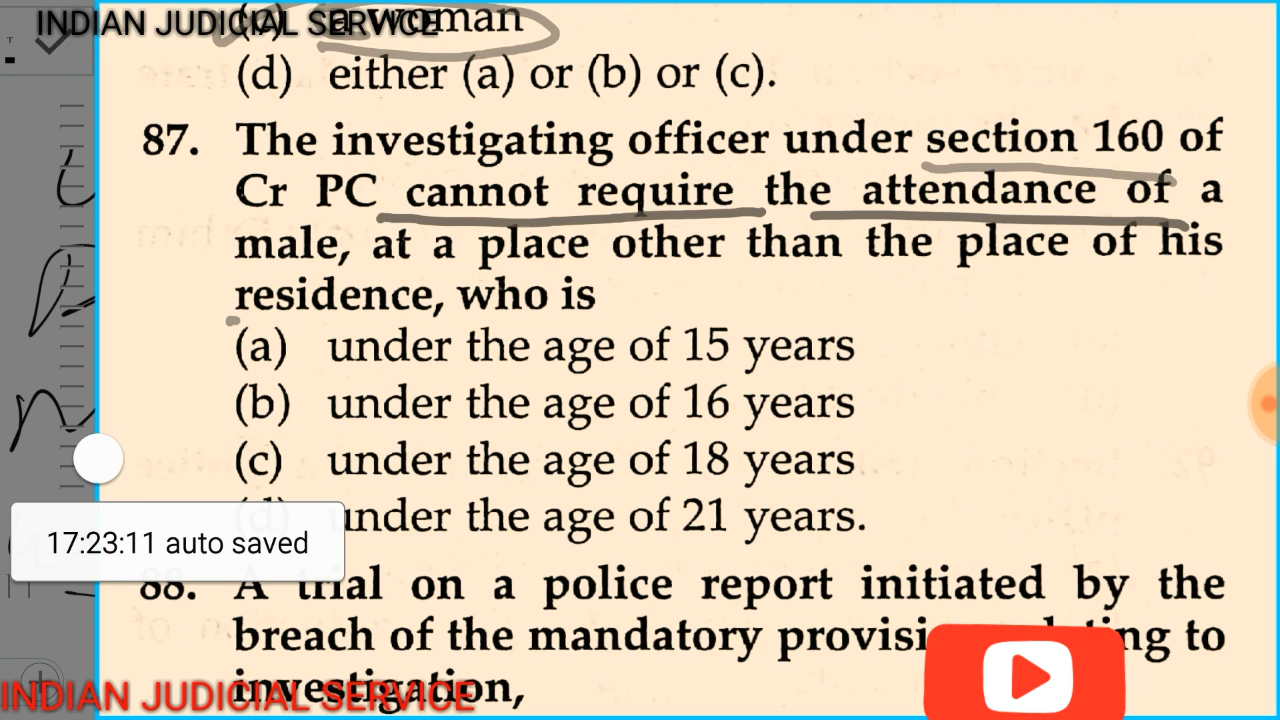 INDIAN JUDICIAL SERVICE
(c) a woman
(d) either (a) or (b) or (c).
87. The investigating officer under section 160 of
Cr PC cannot require the attendance of a
male, at a place other than the place of his
residence, who is
(a) under the age of 15 years
(b) under the age of 16 years
(c) under the age of 18 years
(d) under the age of 21 years.
17:23:11 auto saved
88. A trial on a police report initiated by the
breach of the mandatory to
investigation,
INDIAN JUDICIAL SERVICE